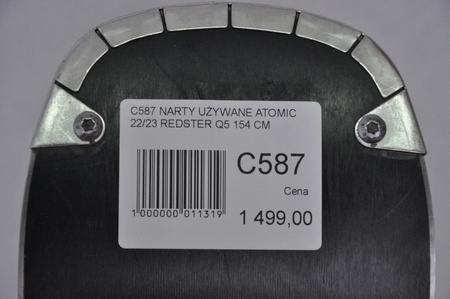 C587 NARTY UŻYWANE ATOMIC
22/23 REDSTER Q5 154 CM
C587
Cena
1 000000 011319
1 499,00